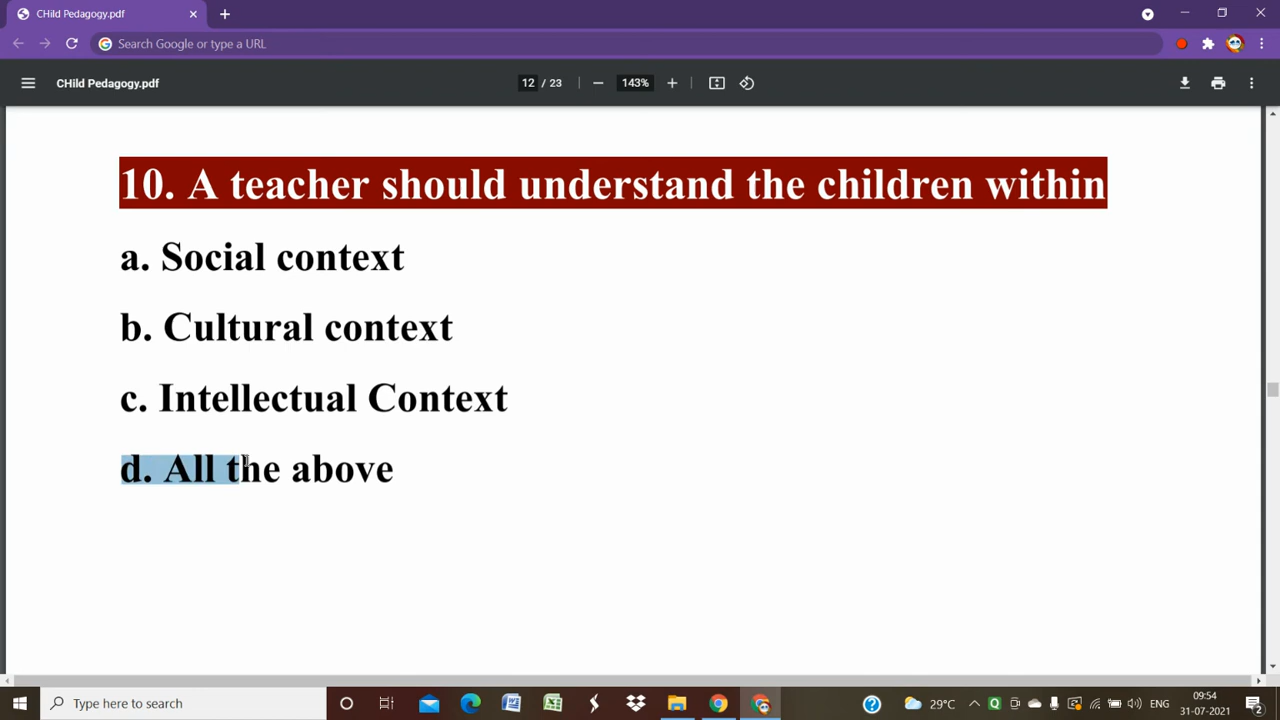 CHild Pedagogy.pdf
Search Google or type a URL
CHild Pedagogy.pdf
12 / 23
143%
10. A teacher should understand the children within
a. Social context
b. Cultural context
c. Intellectual Context
d. All the above
Type here to search
29°C
ENG
09:54
31-07-2021
2